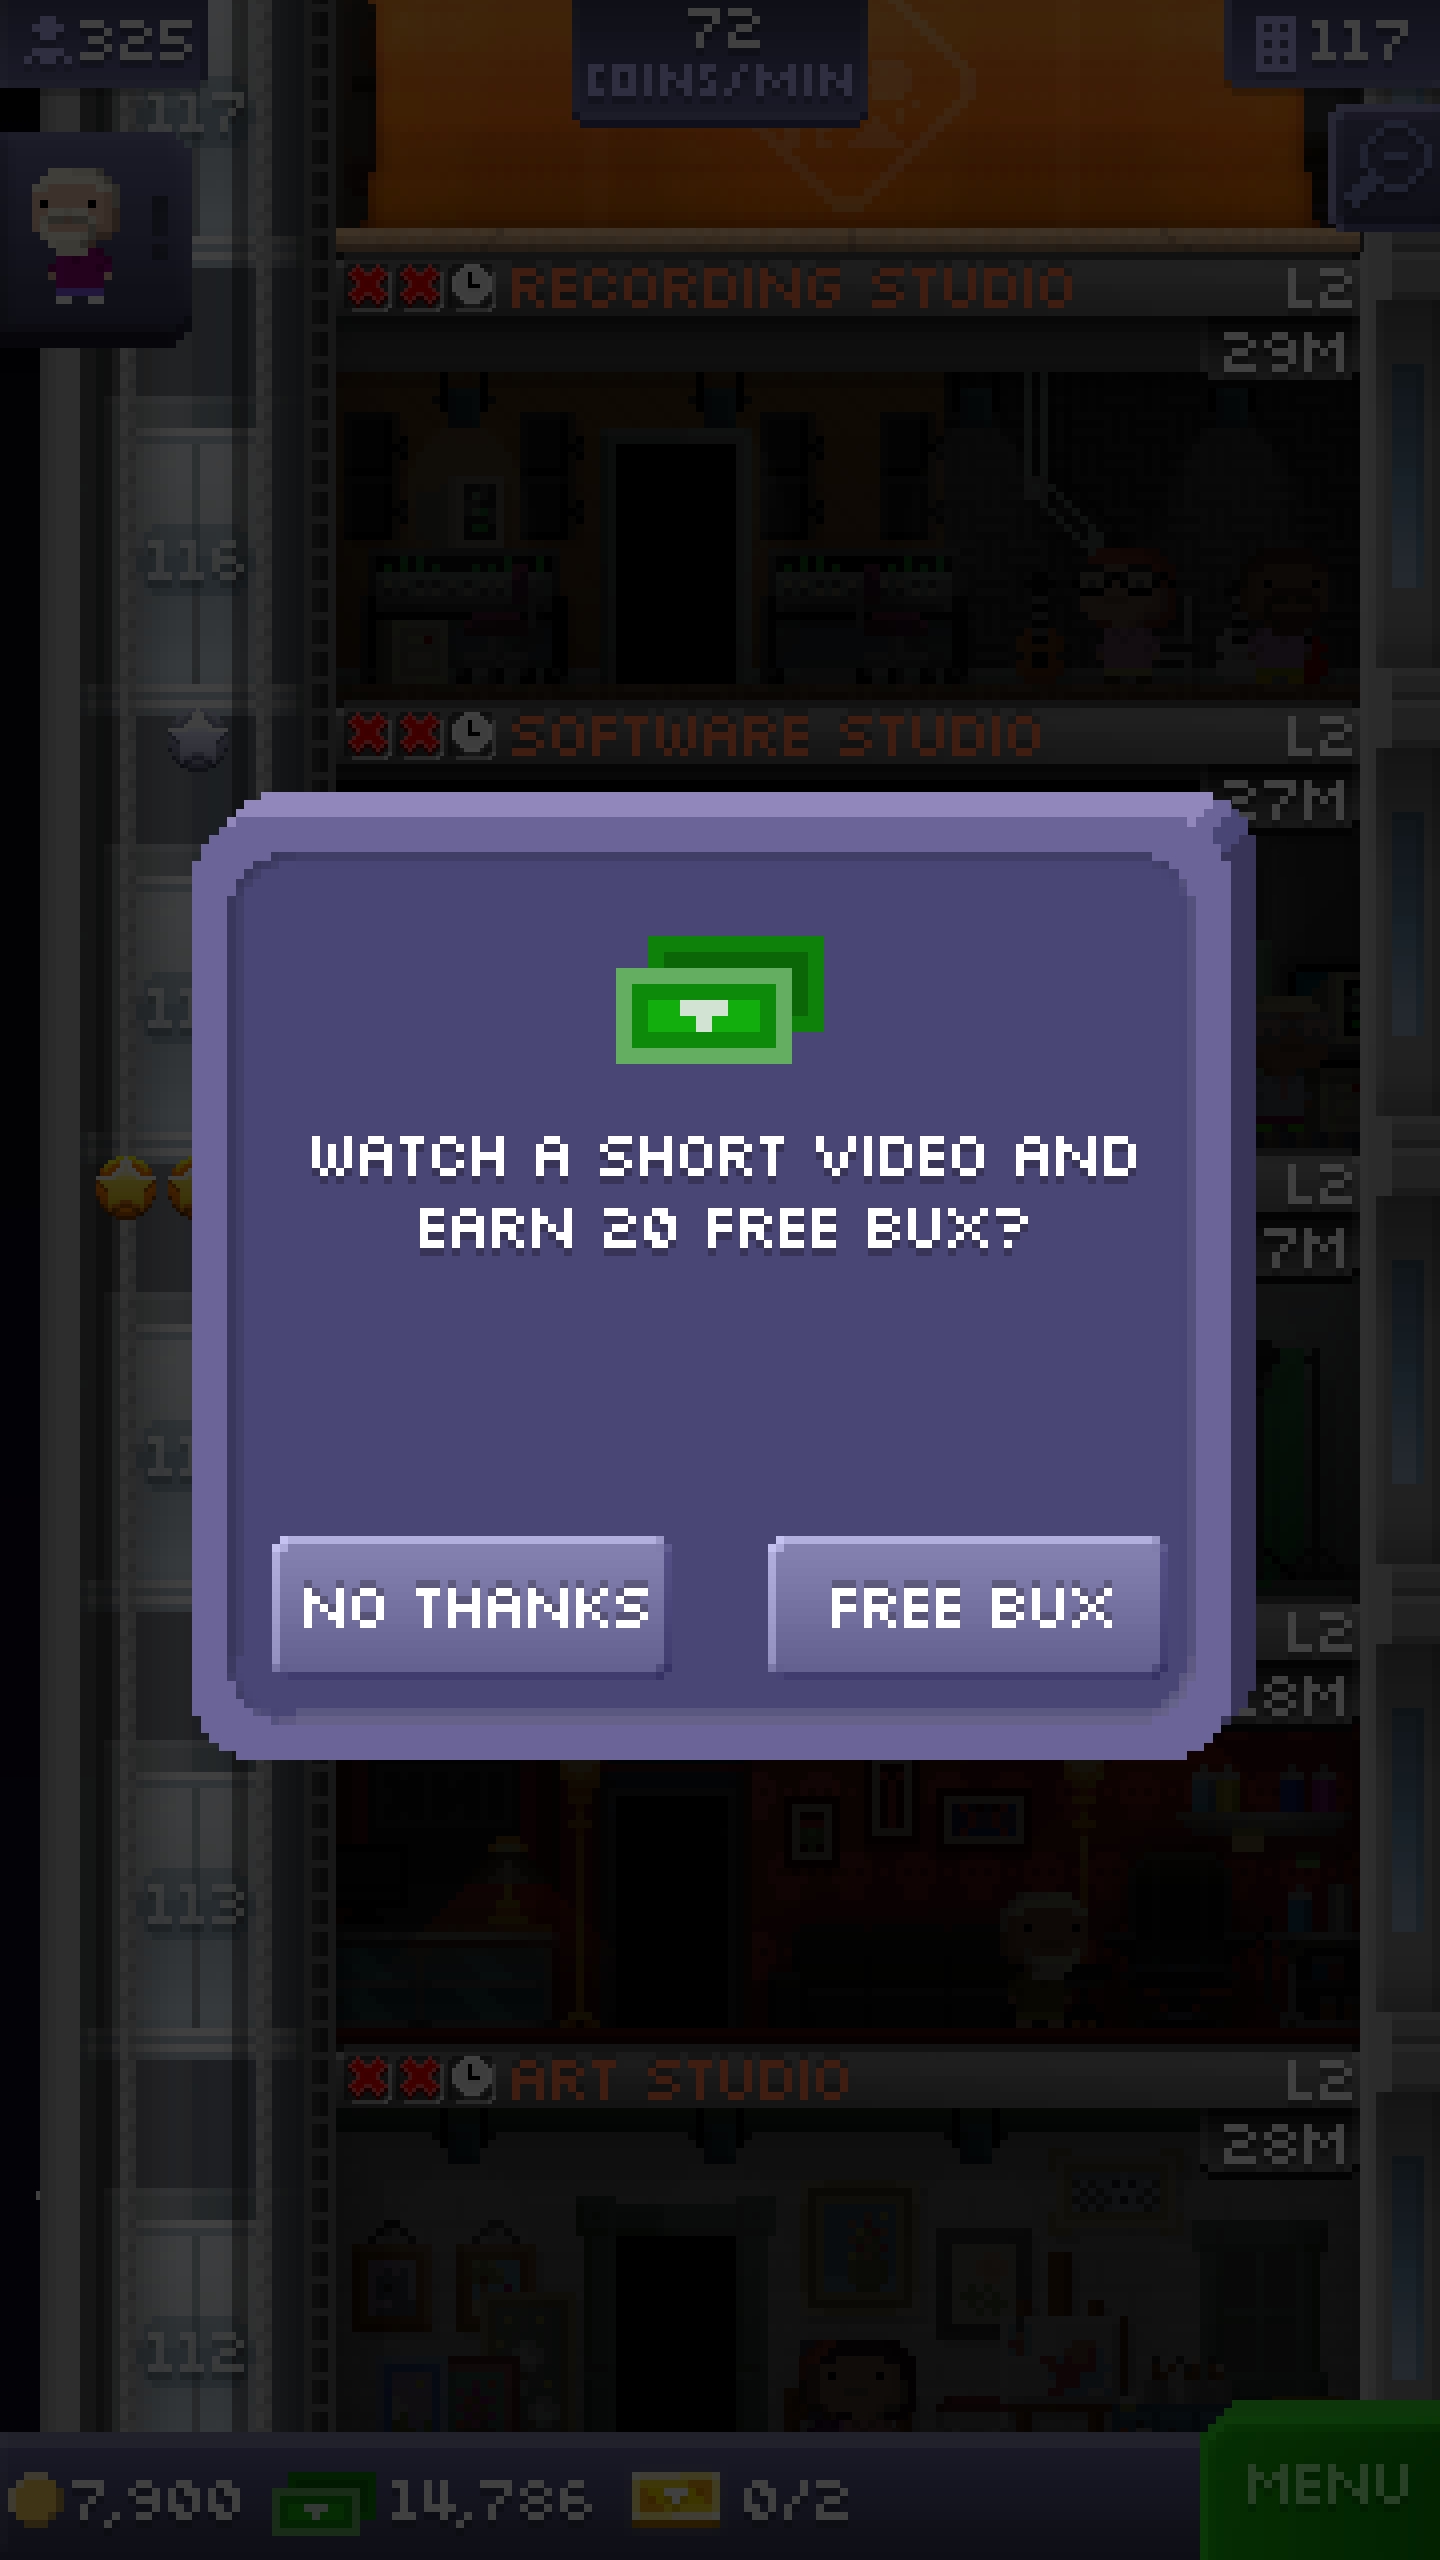 325
72
COINS/MIN
117
117
RECORDING STUDIO L2
29M
116
SOFTWARE STUDIO L2
27M
WATCH A SHORT VIDEO AND
EARN 20 FREE BUX?
L2
7M
NO THANKS
FREE BUX
L2
18M
113
ART STUDIO L2
28M
112
7,900
14,786
0/2
MENU